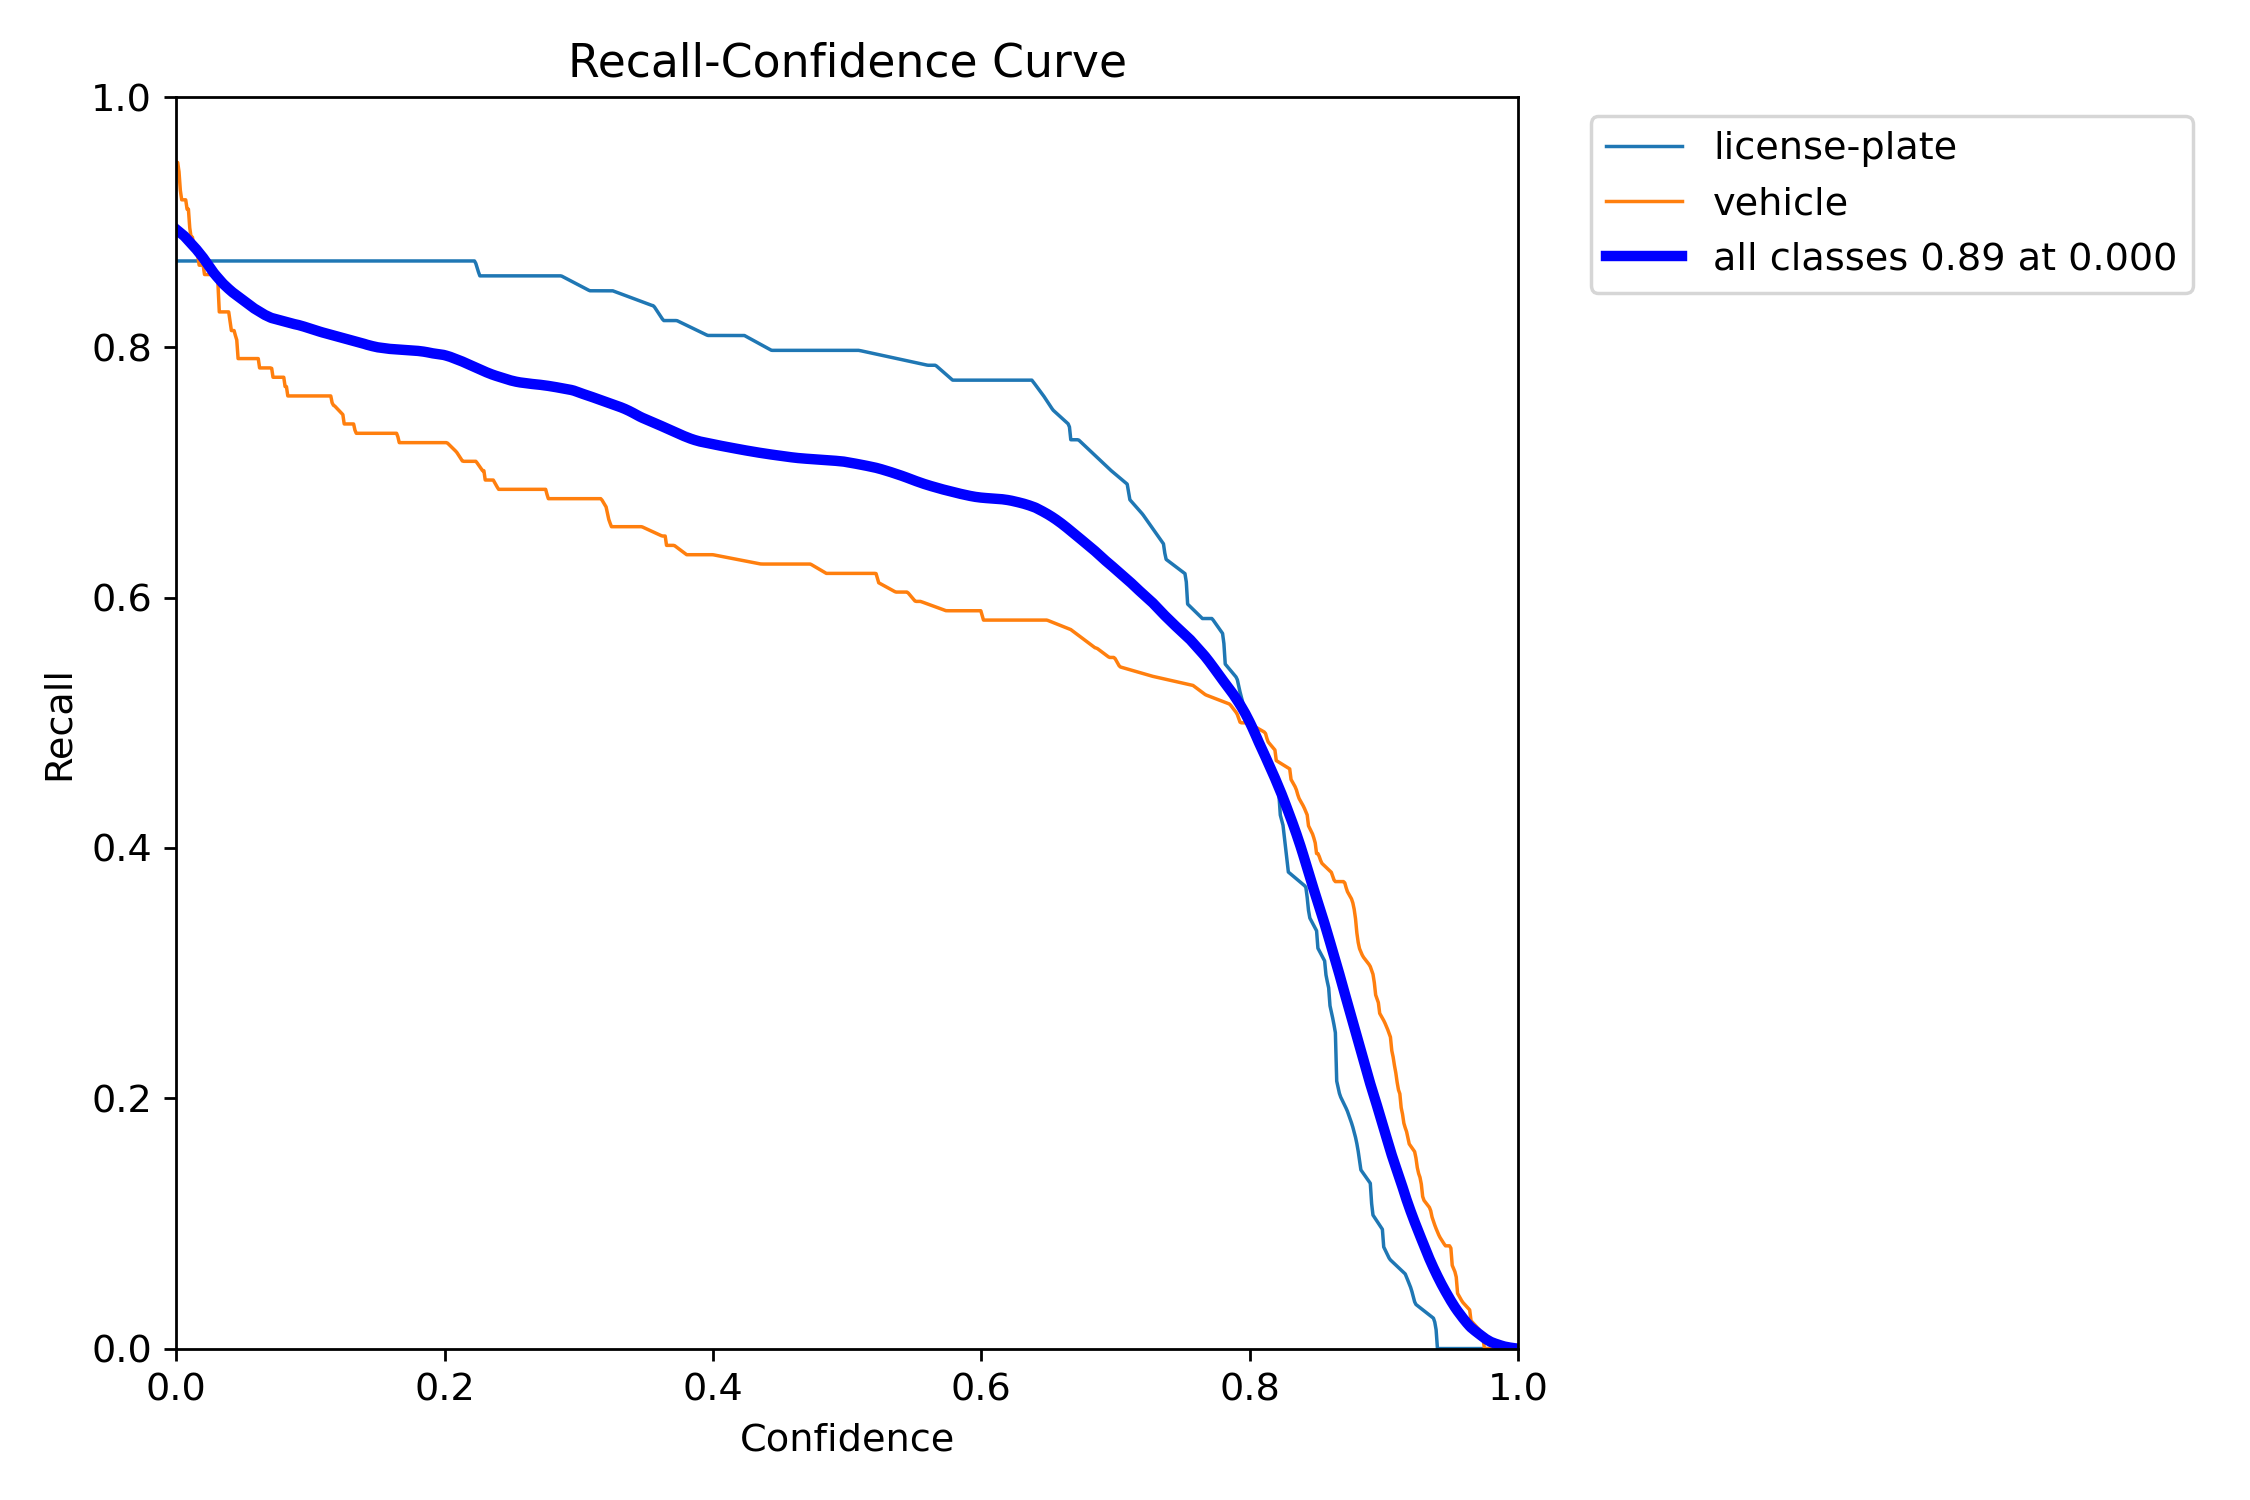 Recall-Confidence Curve
license-plate
vehicle
all classes 0.89 at 0.000
Recall
1.0
0.8
0.6
0.4
0.2
0.0
0.0 0.2 0.4 0.6 0.8 1.0
Confidence